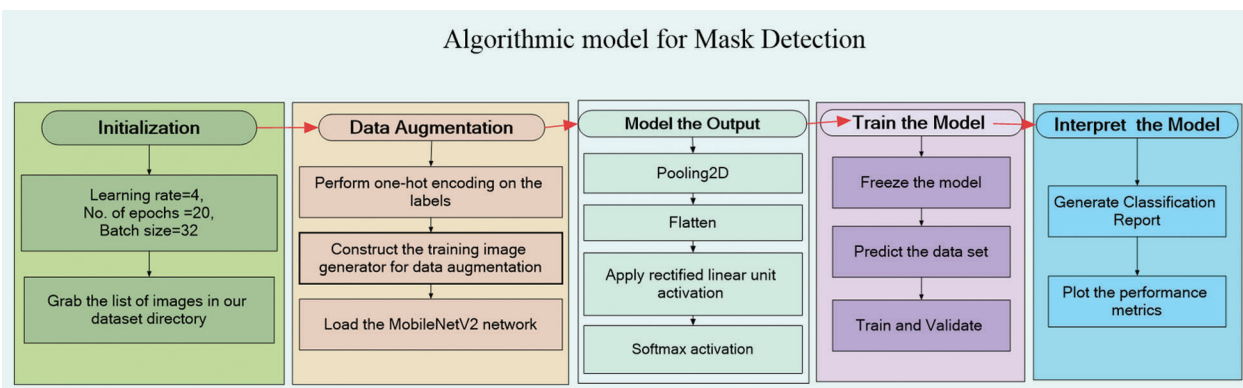 Algorithmic model for Mask Detection
Initialization
Learning rate=4,
No. of epochs =20,
Batch size=32
Grab the list of images in our
dataset directory
Data Augmentation
Perform one-hot encoding on the
labels
Construct the training image
generator for data augmentation
Load the MobileNetV2 network
Model the Output
Pooling2D
Flatten
Apply rectified linear unit
activation
Softmax activation
Train the Model
Freeze the model
Predict the data set
Train and Validate
Interpret the Model
Generate Classification
Report
Plot the performance
metrics